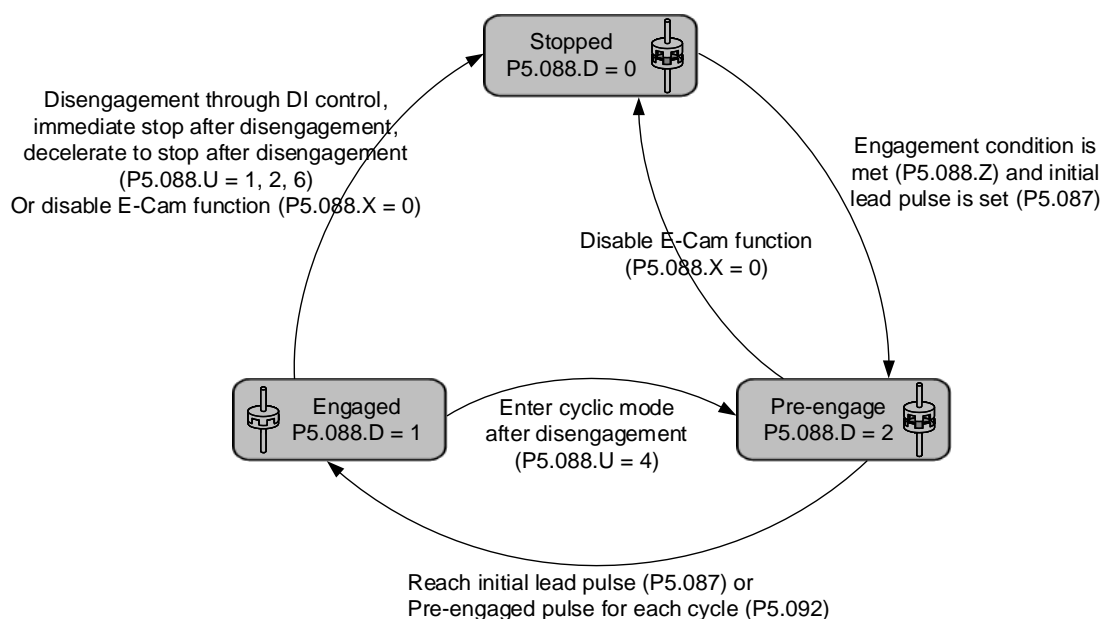 Stopped
P5.088.D = 0
Disengagement through DI control,
immediate stop after disengagement,
decelerate to stop after disengagement
(P5.088.U = 1, 2, 6)
Or disable E-Cam function (P5.088.X = 0)
Engagement condition is
met (P5.088.Z) and initial
lead pulse is set (P5.087)
Disable E-Cam function
(P5.088.X = 0)
Engaged
P5.088.D = 1
Enter cyclic mode
after disengagement
(P5.088.U = 4)
Pre-engage
P5.088.D = 2
Reach initial lead pulse (P5.087) or
Pre-engaged pulse for each cycle (P5.092)